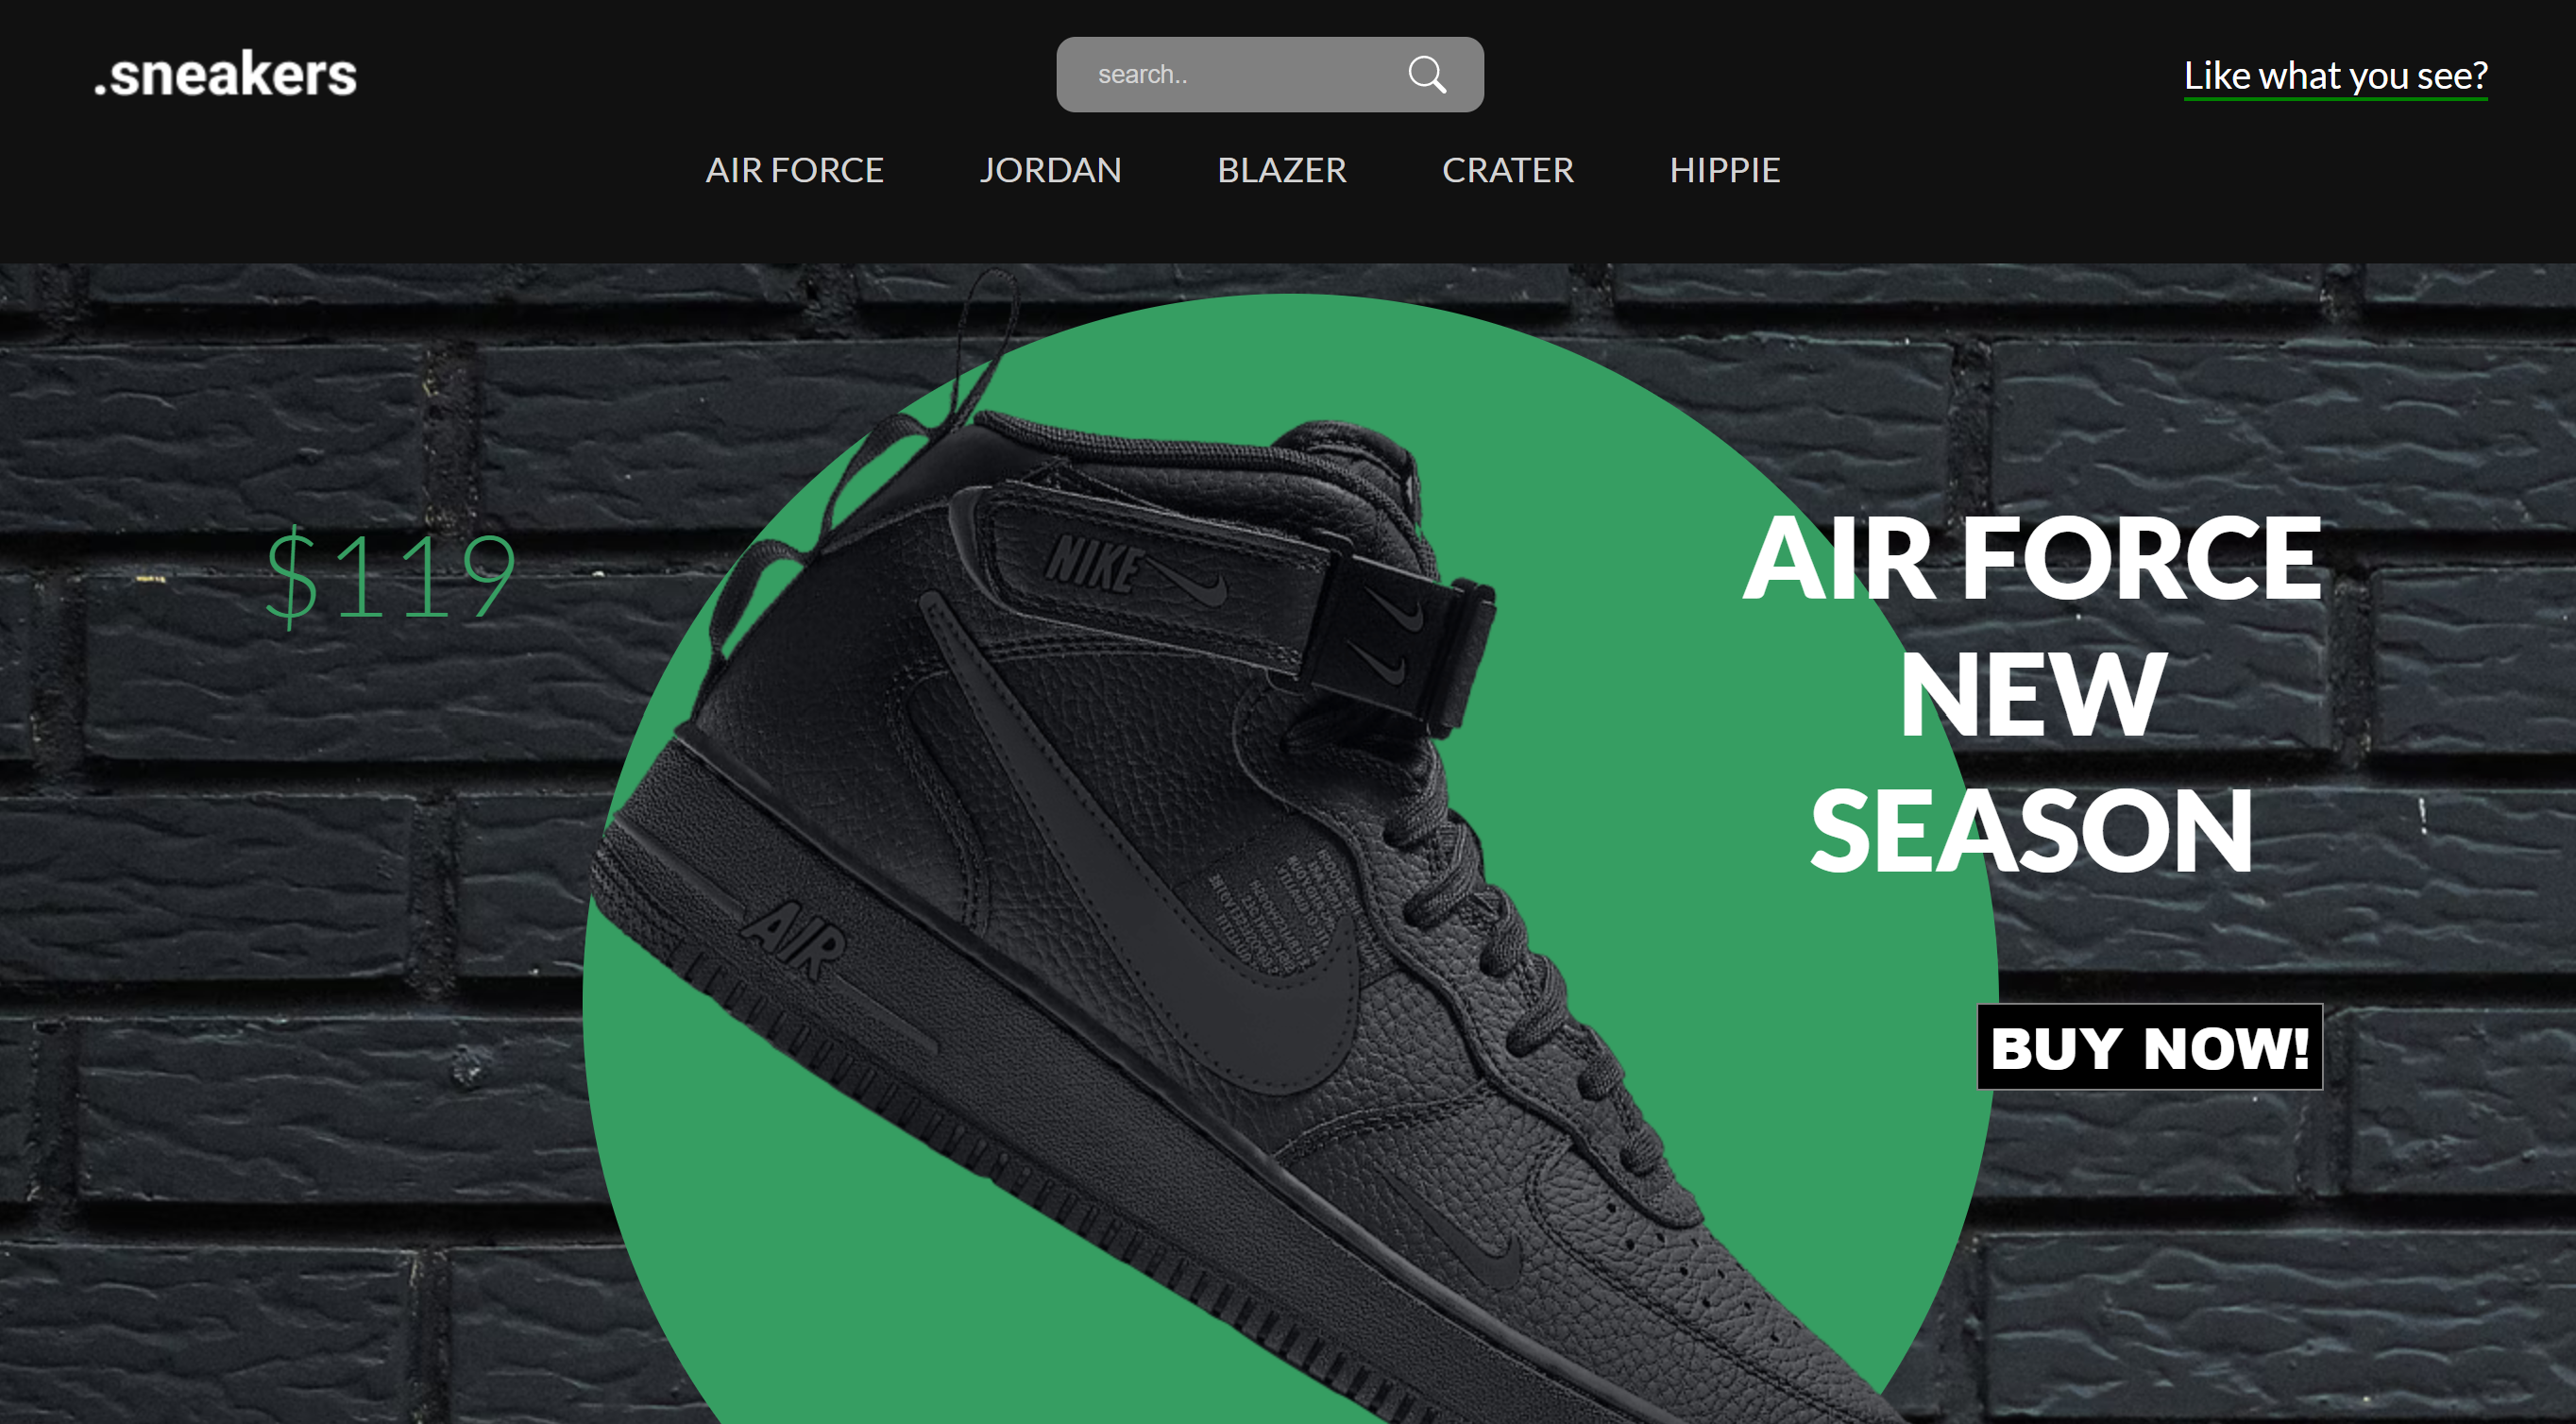 .sneakers
search..
Like what you see?
AIR FORCE
JORDAN
BLAZER
CRATER
HIPPIE
$119
AIR FORCE
NEW
SEASON
BUY NOW!
NIKE
AIR